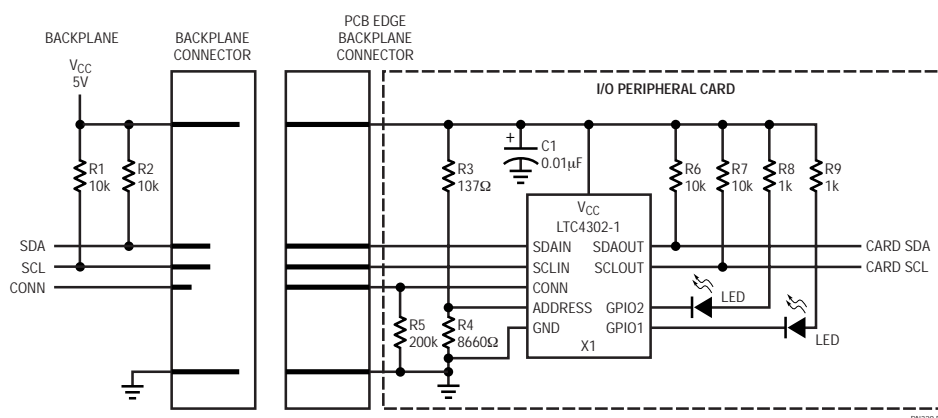 BACKPLANE
VCC
5V
BACKPLANE
CONNECTOR
PCB EDGE
BACKPLANE
CONNECTOR
I/O PERIPHERAL CARD
R1
10k
R2
10k
R3
137Ω
+
C1
0.01µF
R6
10k
R7
10k
R8
1k
R9
1k
VCC
LTC4302-1
SDA
SCL
CONN
SDAIN
SCLIN
CONN
ADDRESS
GND
SDAOUT
SCLOUT
GPIO2
GPIO1
X1
CARD SDA
CARD SCL
LED
LED
R5
200k
R4
8660Ω